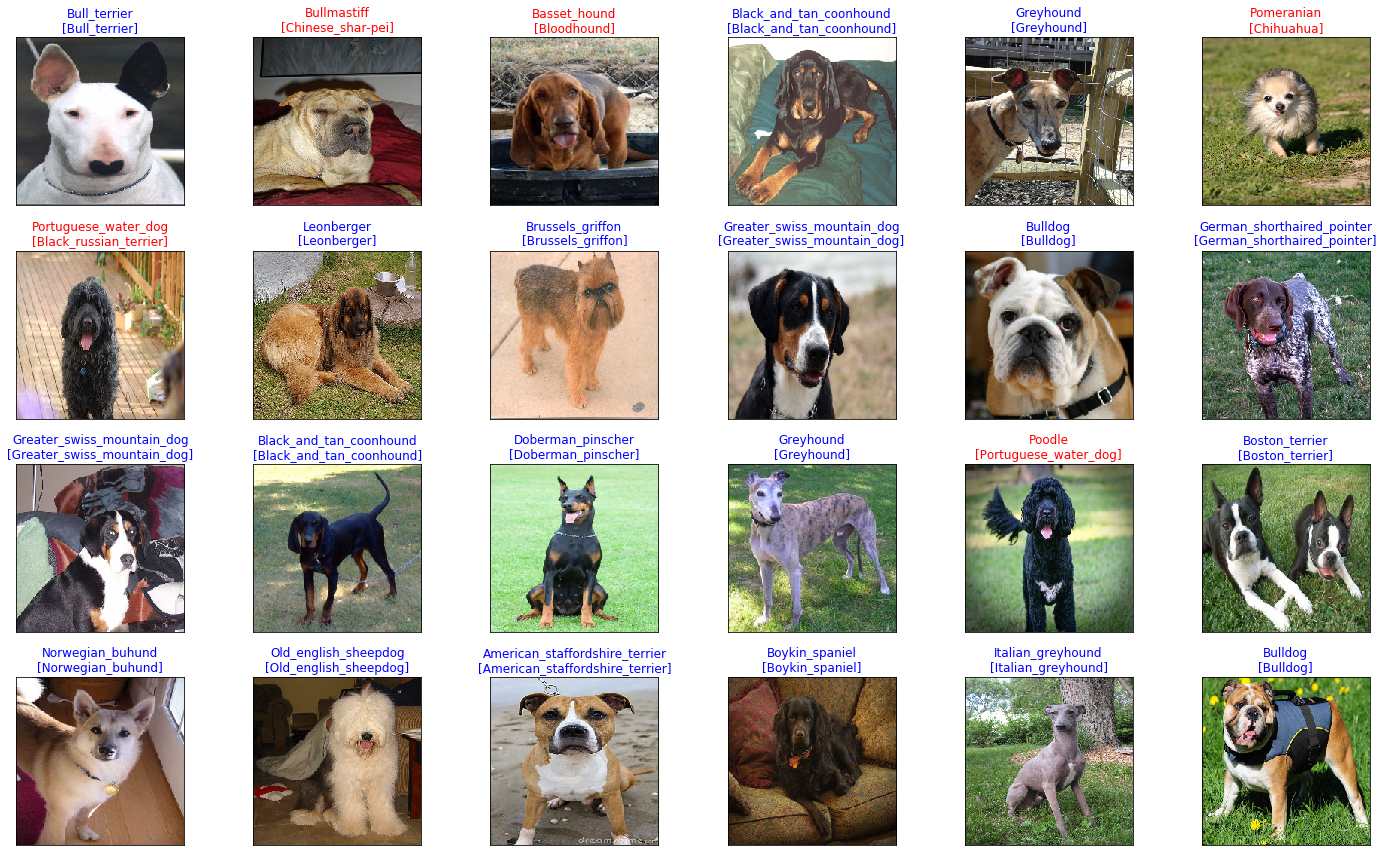 Bull_terrier
[Bull_terrier]
Bullmastiff
[Chinese_shar-pei]
Basset_hound
[Bloodhound]
Black_and_tan_coonhound
[Black_and_tan_coonhound]
Greyhound
[Greyhound]
Pomeranian
[Chihuahua]
Portuguese_water_dog
[Black_russian_terrier]
Leonberger
[Leonberger]
Brussels_griffon
[Brussels_griffon]
Greater_swiss_mountain_dog
[Greater_swiss_mountain_dog]
Bulldog
[Bulldog]
German_shorthaired_pointer
[German_shorthaired_pointer]
Greater_swiss_mountain_dog
[Greater_swiss_mountain_dog]
Black_and_tan_coonhound
[Black_and_tan_coonhound]
Doberman_pinscher
[Doberman_pinscher]
Greyhound
[Greyhound]
Poodle
[Portuguese_water_dog]
Boston_terrier
[Boston_terrier]
Norwegian_buhund
[Norwegian_buhund]
Old_english_sheepdog
[Old_english_sheepdog]
American_staffordshire_terrier
[American_staffordshire_terrier]
Boykin_spaniel
[Boykin_spaniel]
Italian_greyhound
[Italian_greyhound]
Bulldog
[Bulldog]